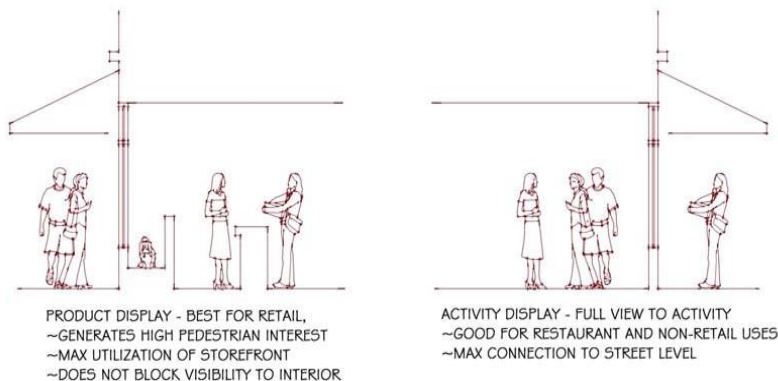 PRODUCT DISPLAY - BEST FOR RETAIL,
~GENERATES HIGH PEDESTRIAN INTEREST
~MAX UTILIZATION OF STOREFRONT
~DOES NOT BLOCK VISIBILITY TO INTERIOR
ACTIVITY DISPLAY - FULL VIEW TO ACTIVITY
~GOOD FOR RESTAURANT AND NON-RETAIL USES
~MAX CONNECTION TO STREET LEVEL